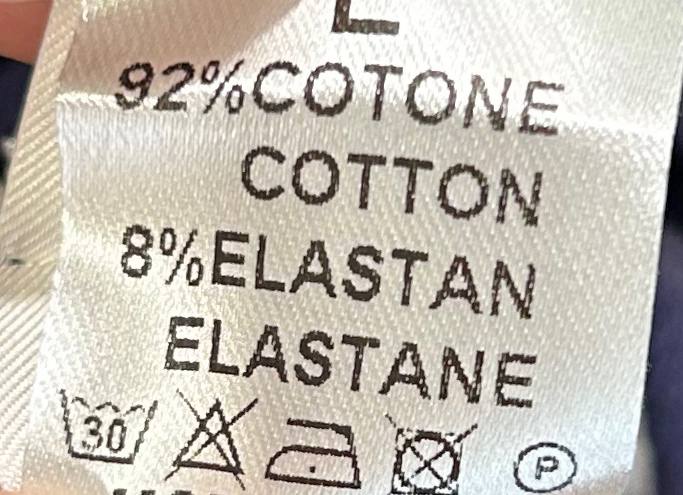 L
92%COTONE
COTTON
8%ELASTAN
ELASTANE
30 P